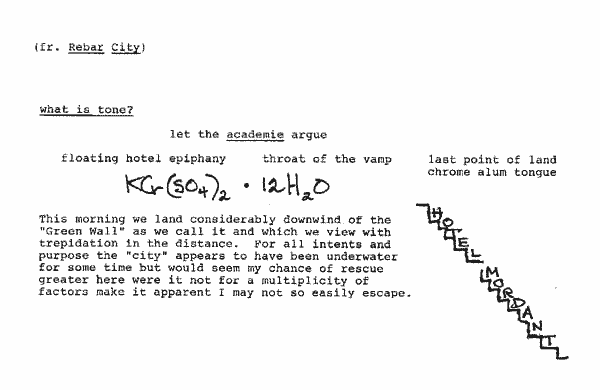 (fr. Rebar City)
what is tone?
let the academie argue
floating hotel epiphany throat of the vamp last point of land
chrome alum tongue
KCr(SO4)2 · 12H2O
This morning we land considerably downwind of the
"Green Wall" as we call it and which we view with
trepidation in the distance. For all intents and
purpose the "city" appears to have been underwater
for some time but would seem my chance of rescue
greater here were it not for a multiplicity of
factors make it apparent I may not so easily escape.
HOTEL MORDANT